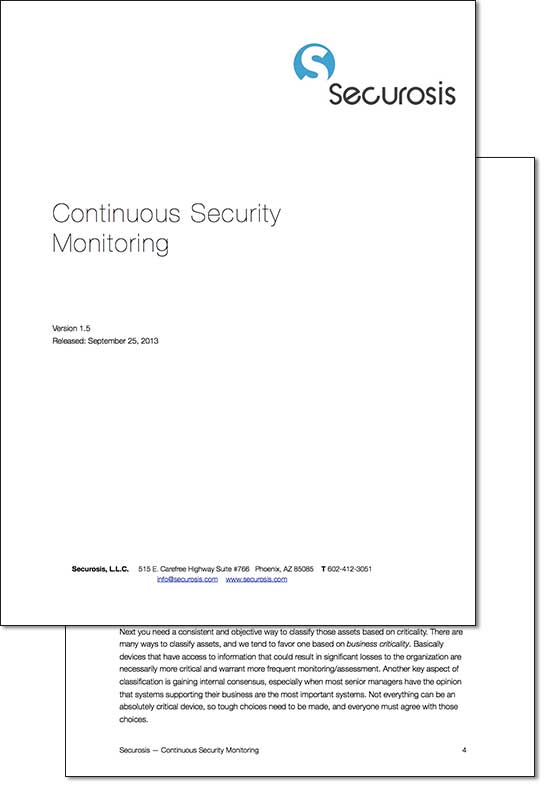 Securosis
Continuous Security
Monitoring
Version 1.5
Released: September 25, 2013
Securosis, L.L.C. 515 E. Carefree Highway Suite #766 Phoenix, AZ 85085 T 602-412-3051
info@securosis.com www.securosis.com
Next you need a consistent and objective way to classify those assets based on criticality. There are
many ways to classify assets, and we tend to favor one based on business criticality. Basically
devices that have access to information that could result in significant losses to the organization are
necessarily more critical and warrant more frequent monitoring/assessment. Another key aspect of
classification is gaining internal consensus, especially when most senior managers have the opinion
that systems supporting their business are the most important systems. Not everything can be an
absolutely critical device, so tough choices need to be made, and everyone must agree with those
choices.
Securosis — Continuous Security Monitoring 4